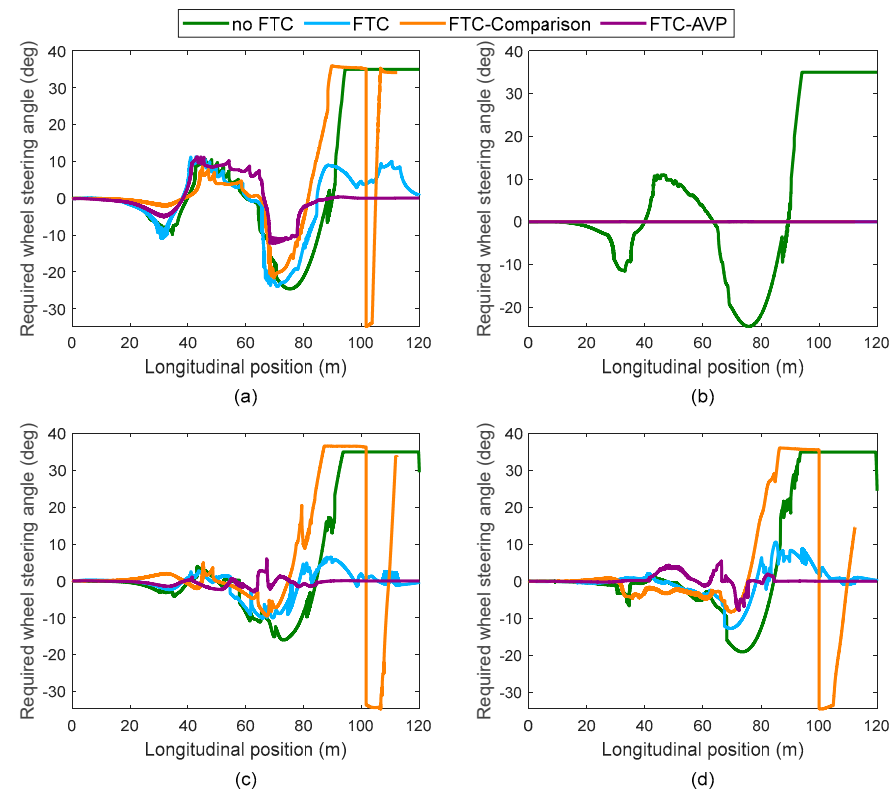 no FTC FTC FTC-Comparison FTC-AVP
Required wheel steering angle (deg)
40
30
20
10
0
-10
-20
-30
0 20 40 60 80 100 120
Longitudinal position (m)
(a)
Required wheel steering angle (deg)
40
30
20
10
0
-10
-20
0 20 40 60 80 100 120
Longitudinal position (m)
(b)
Required wheel steering angle (deg)
40
30
20
10
0
-10
-20
-30
0 20 40 60 80 100 120
Longitudinal position (m)
(c)
Required wheel steering angle (deg)
40
30
20
10
0
-10
-20
-30
0 20 40 60 80 100 120
Longitudinal position (m)
(d)